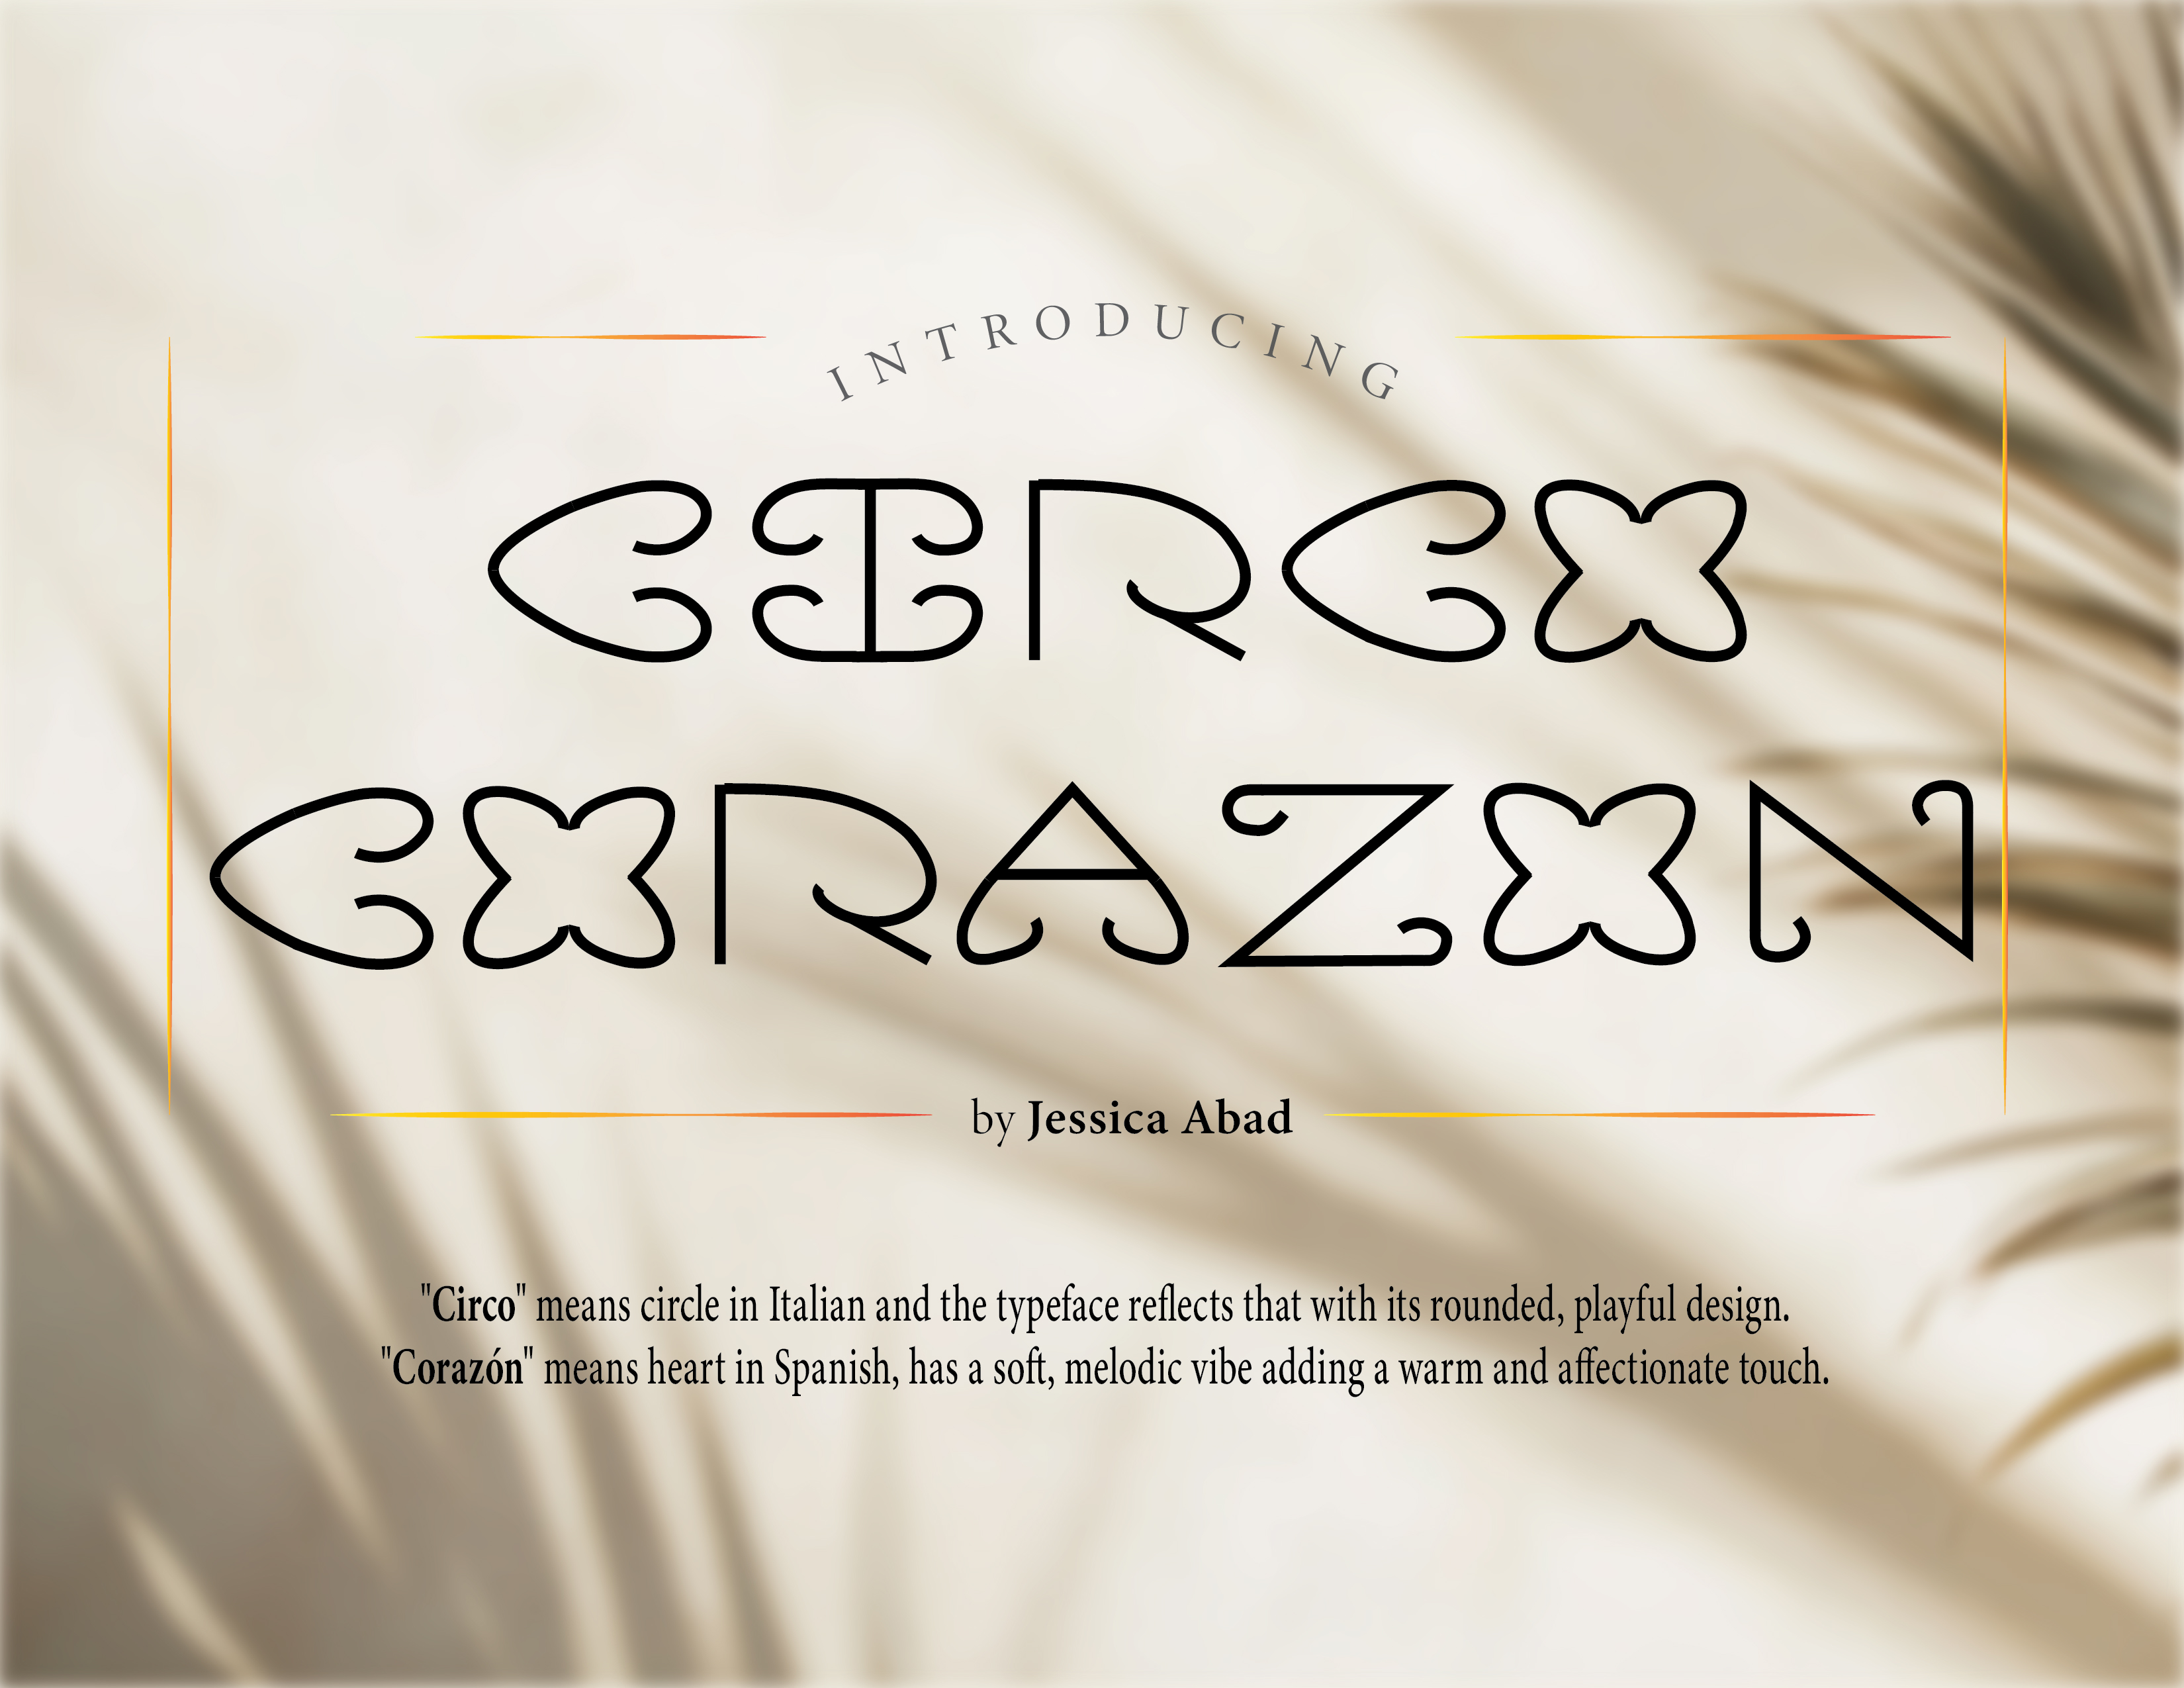 INTRODUCING
CIRCO
CORAZON
by Jessica Abad
"Circo" means circle in Italian and the typeface reflects that with its rounded, playful design.
"Corazón" means heart in Spanish, has a soft, melodic vibe adding a warm and affectionate touch.